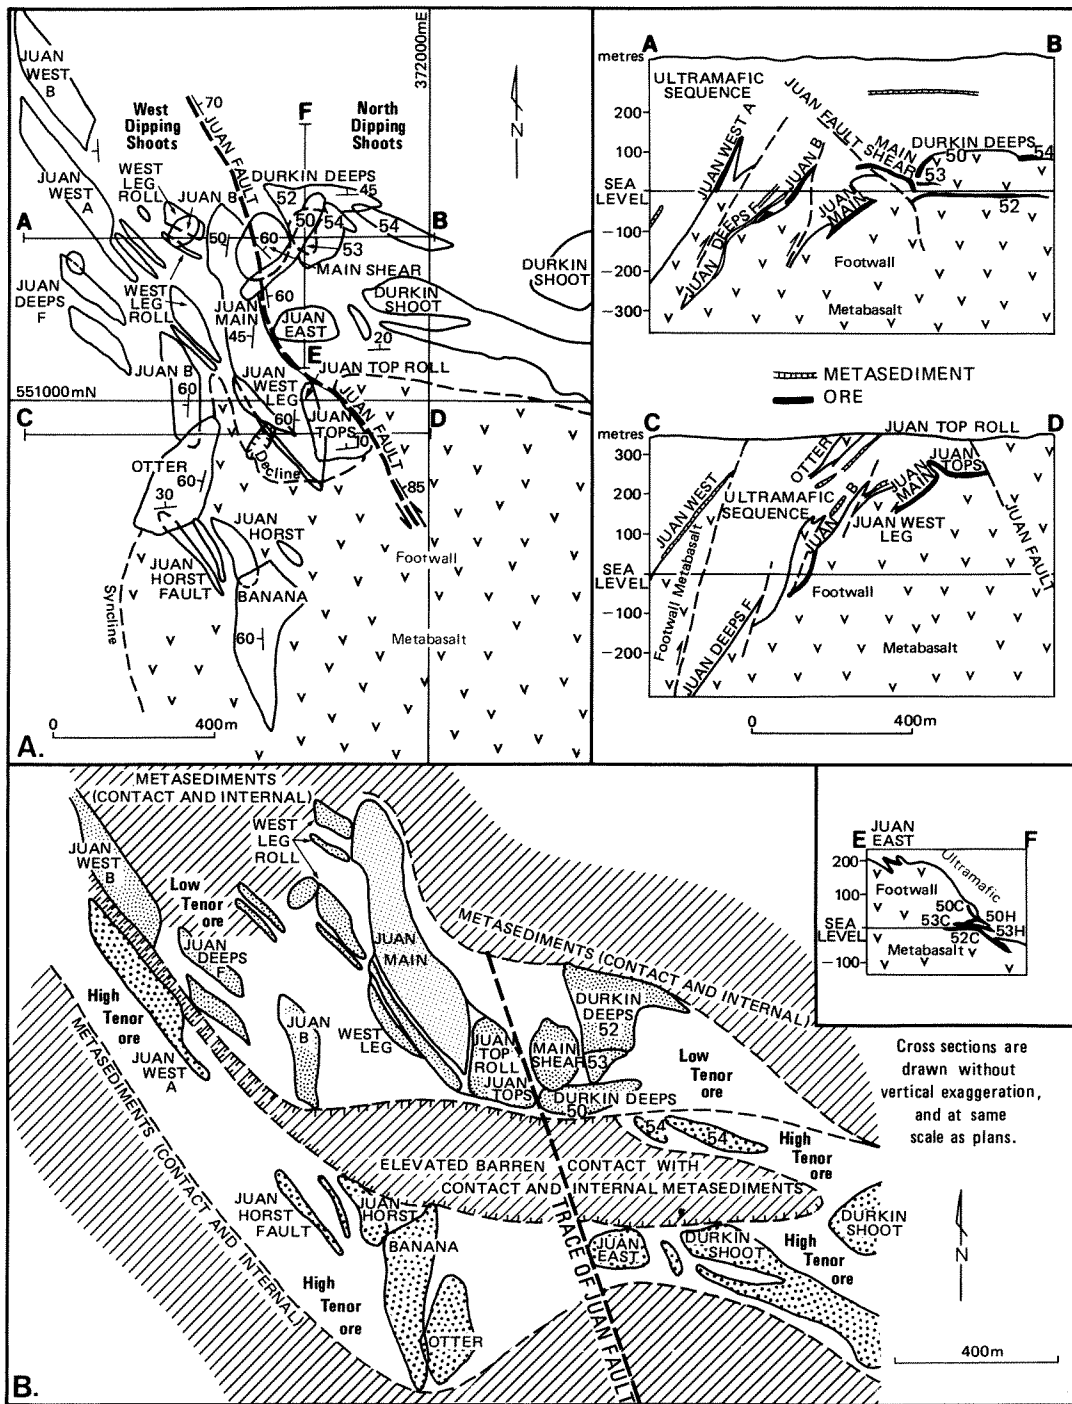 JUAN
WEST
B
West
Dipping
Shoots
70
JUAN FAULT
F
North
Dipping
Shoots
372000mE
N
JUAN
WEST
A
WEST
LEG
ROLL
JUAN B
DURKIN DEEPS
52
45
50
54
54
A
50
60
53
B
MAIN SHEAR
DURKIN
SHOOT
JUAN
DEEPS
F
WEST
LEG
ROLL
60
JUAN
MAIN
45
JUAN
EAST
DURKIN
SHOOT
20
E
JUAN B
60
JUAN
WEST
LEG
JUAN TOP ROLL
551000mN
C
60
JUAN
TOPS
10
JUAN FAULT
D
Decline
OTTER
60
30
85
JUAN
HORST
Footwall
JUAN
HORST
FAULT
BANANA
Syncline
60
Metabasalt
0
400m
A.
A
B
metres
ULTRAMAFIC
SEQUENCE
JUAN WEST A
JUAN FAULT
MAIN
SHEAR
DURKIN DEEPS
50
54
53
52
200
100
SEA
LEVEL
-100
-200
-300
JUAN B
JUAN DEEPS F
JUAN
MAIN
Footwall
Metabasalt
METASEDIMENT
ORE
C
D
metres
300
200
100
SEA
LEVEL
-100
-200
JUAN TOP ROLL
OTTER
JUAN WEST
ULTRAMAFIC
SEQUENCE
JUAN B
JUAN
MAIN
JUAN
TOPS
JUAN WEST
LEG
JUAN FAULT
Footwall Metabasalt
JUAN DEEPS F
Footwall
Metabasalt
0
400m
METASEDIMENTS
(CONTACT AND INTERNAL)
JUAN
WEST
B
WEST
LEG
ROLL
Low
Tenor
ore
JUAN
DEEPS
F
JUAN
MAIN
METASEDIMENTS (CONTACT AND INTERNAL)
High
Tenor
ore
JUAN
WEST
A
JUAN
B
WEST
LEG
JUAN
TOP
ROLL
JUAN
TOPS
MAIN
SHEAR
DURKIN
DEEPS
52
53
DURKIN DEEPS
50
Low
Tenor
ore
54
54
High
Tenor
ore
METASEDIMENTS (CONTACT AND INTERNAL)
ELEVATED BARREN CONTACT WITH
CONTACT AND INTERNAL METASEDIMENTS
JUAN
HORST
FAULT
JUAN
HORST
BANANA
OTTER
High
Tenor
ore
JUAN
EAST
DURKIN
SHOOT
High
Tenor
ore
DURKIN
SHOOT
TRACE OF JUAN FAULT
B.
E
JUAN
EAST
F
200
100
SEA
LEVEL
-100
Ultramafic
Footwall
50C
53C
50H
53H
52C
Metabasalt
Cross sections are
drawn without
vertical exaggeration,
and at same
scale as plans.
N
400m